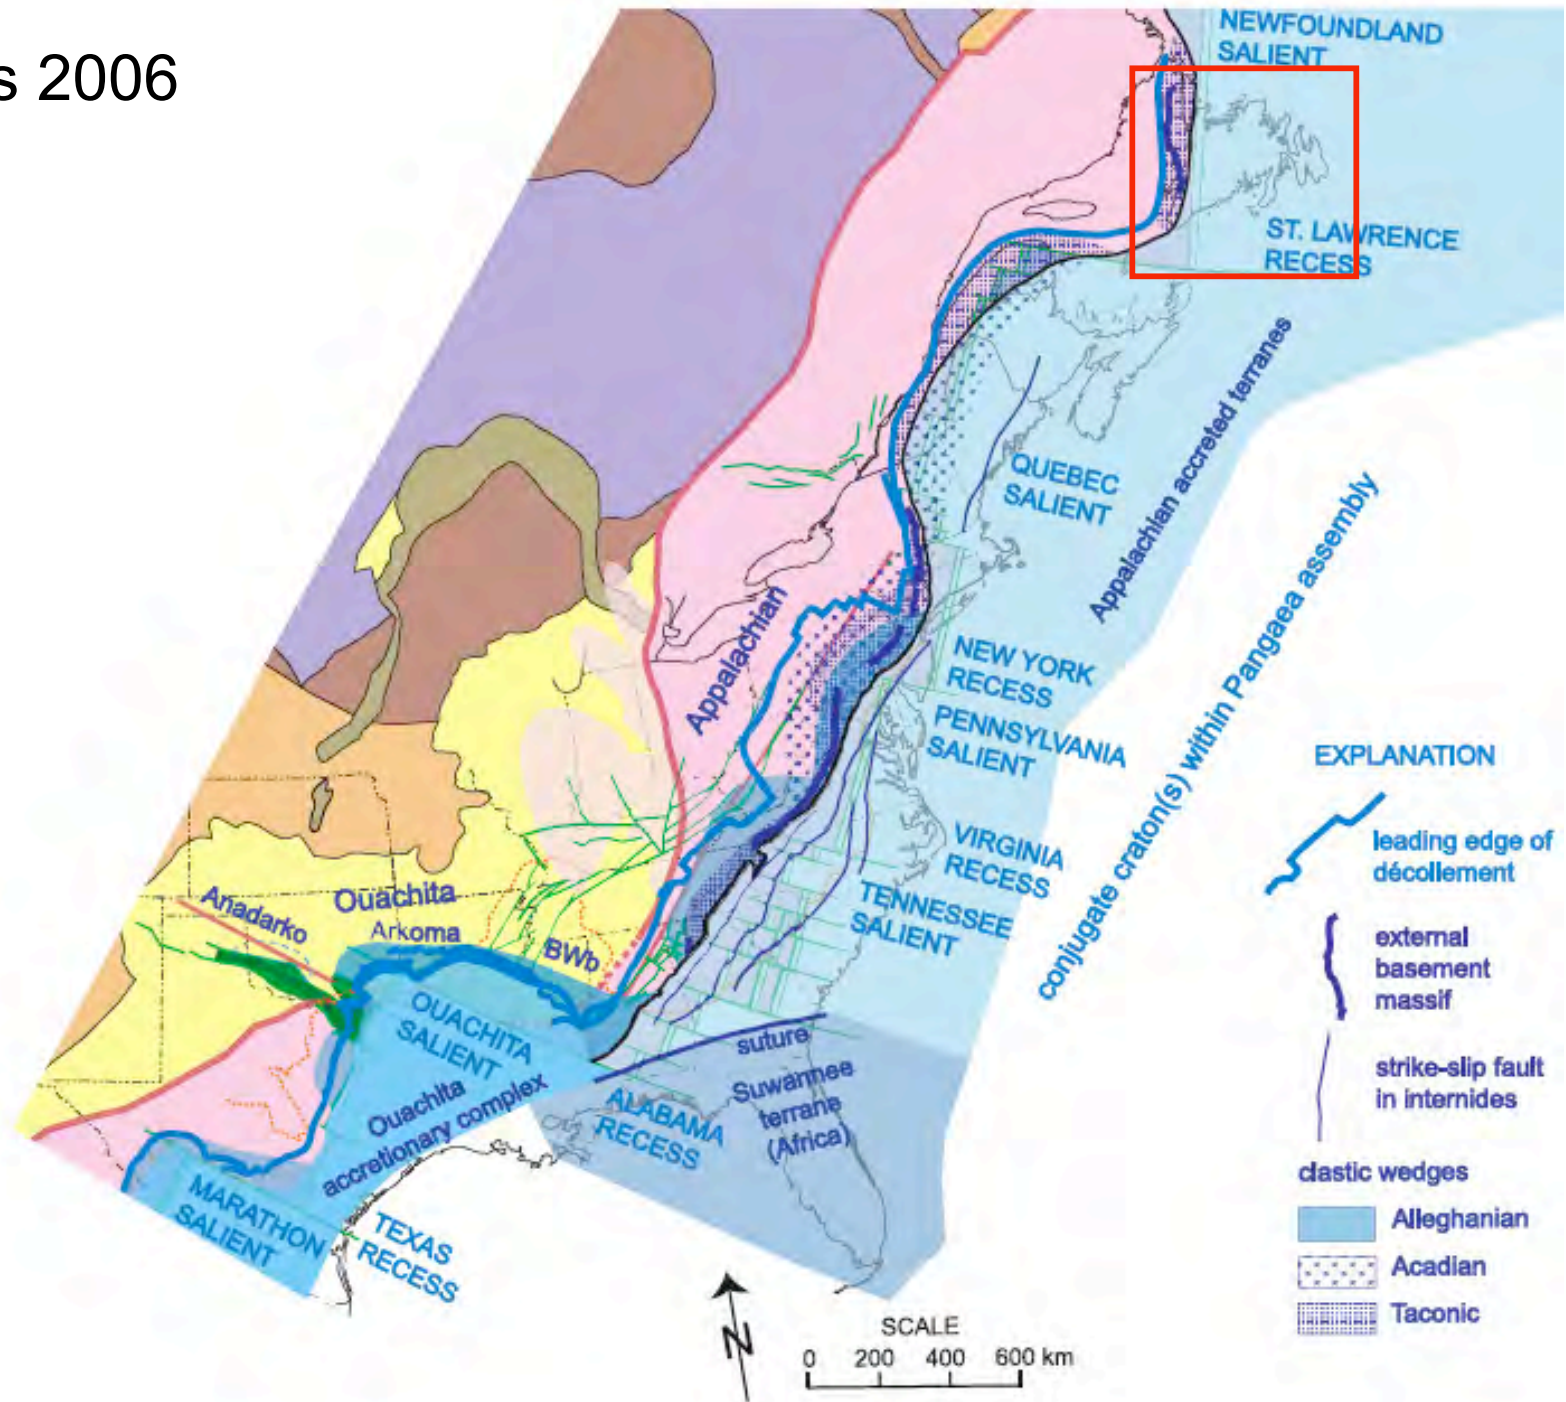 s 2006
NEWFOUNDLAND
SALIENT
ST. LAWRENCE
RECESS
Appalachian accreted terranes
QUEBEC
SALIENT
conjugate craton(s) within Pangaea assembly
Appalachian
NEW YORK
RECESS
PENNSYLVANIA
SALIENT
VIRGINIA
RECESS
TENNESSEE
SALIENT
Anadarko
Ouachita
Arkoma
BWb
OUACHITA
SALIENT
Ouachita
accretionary complex
suture
Suwannee
terrane
(Africa)
ALABAMA
RECESS
MARATHON
SALIENT
TEXAS
RECESS
N
SCALE
0 200 400 600 km
EXPLANATION
leading edge of
décollement
external
basement
massif
strike-slip fault
in internides
clastic wedges
Alleghanian
Acadian
Taconic